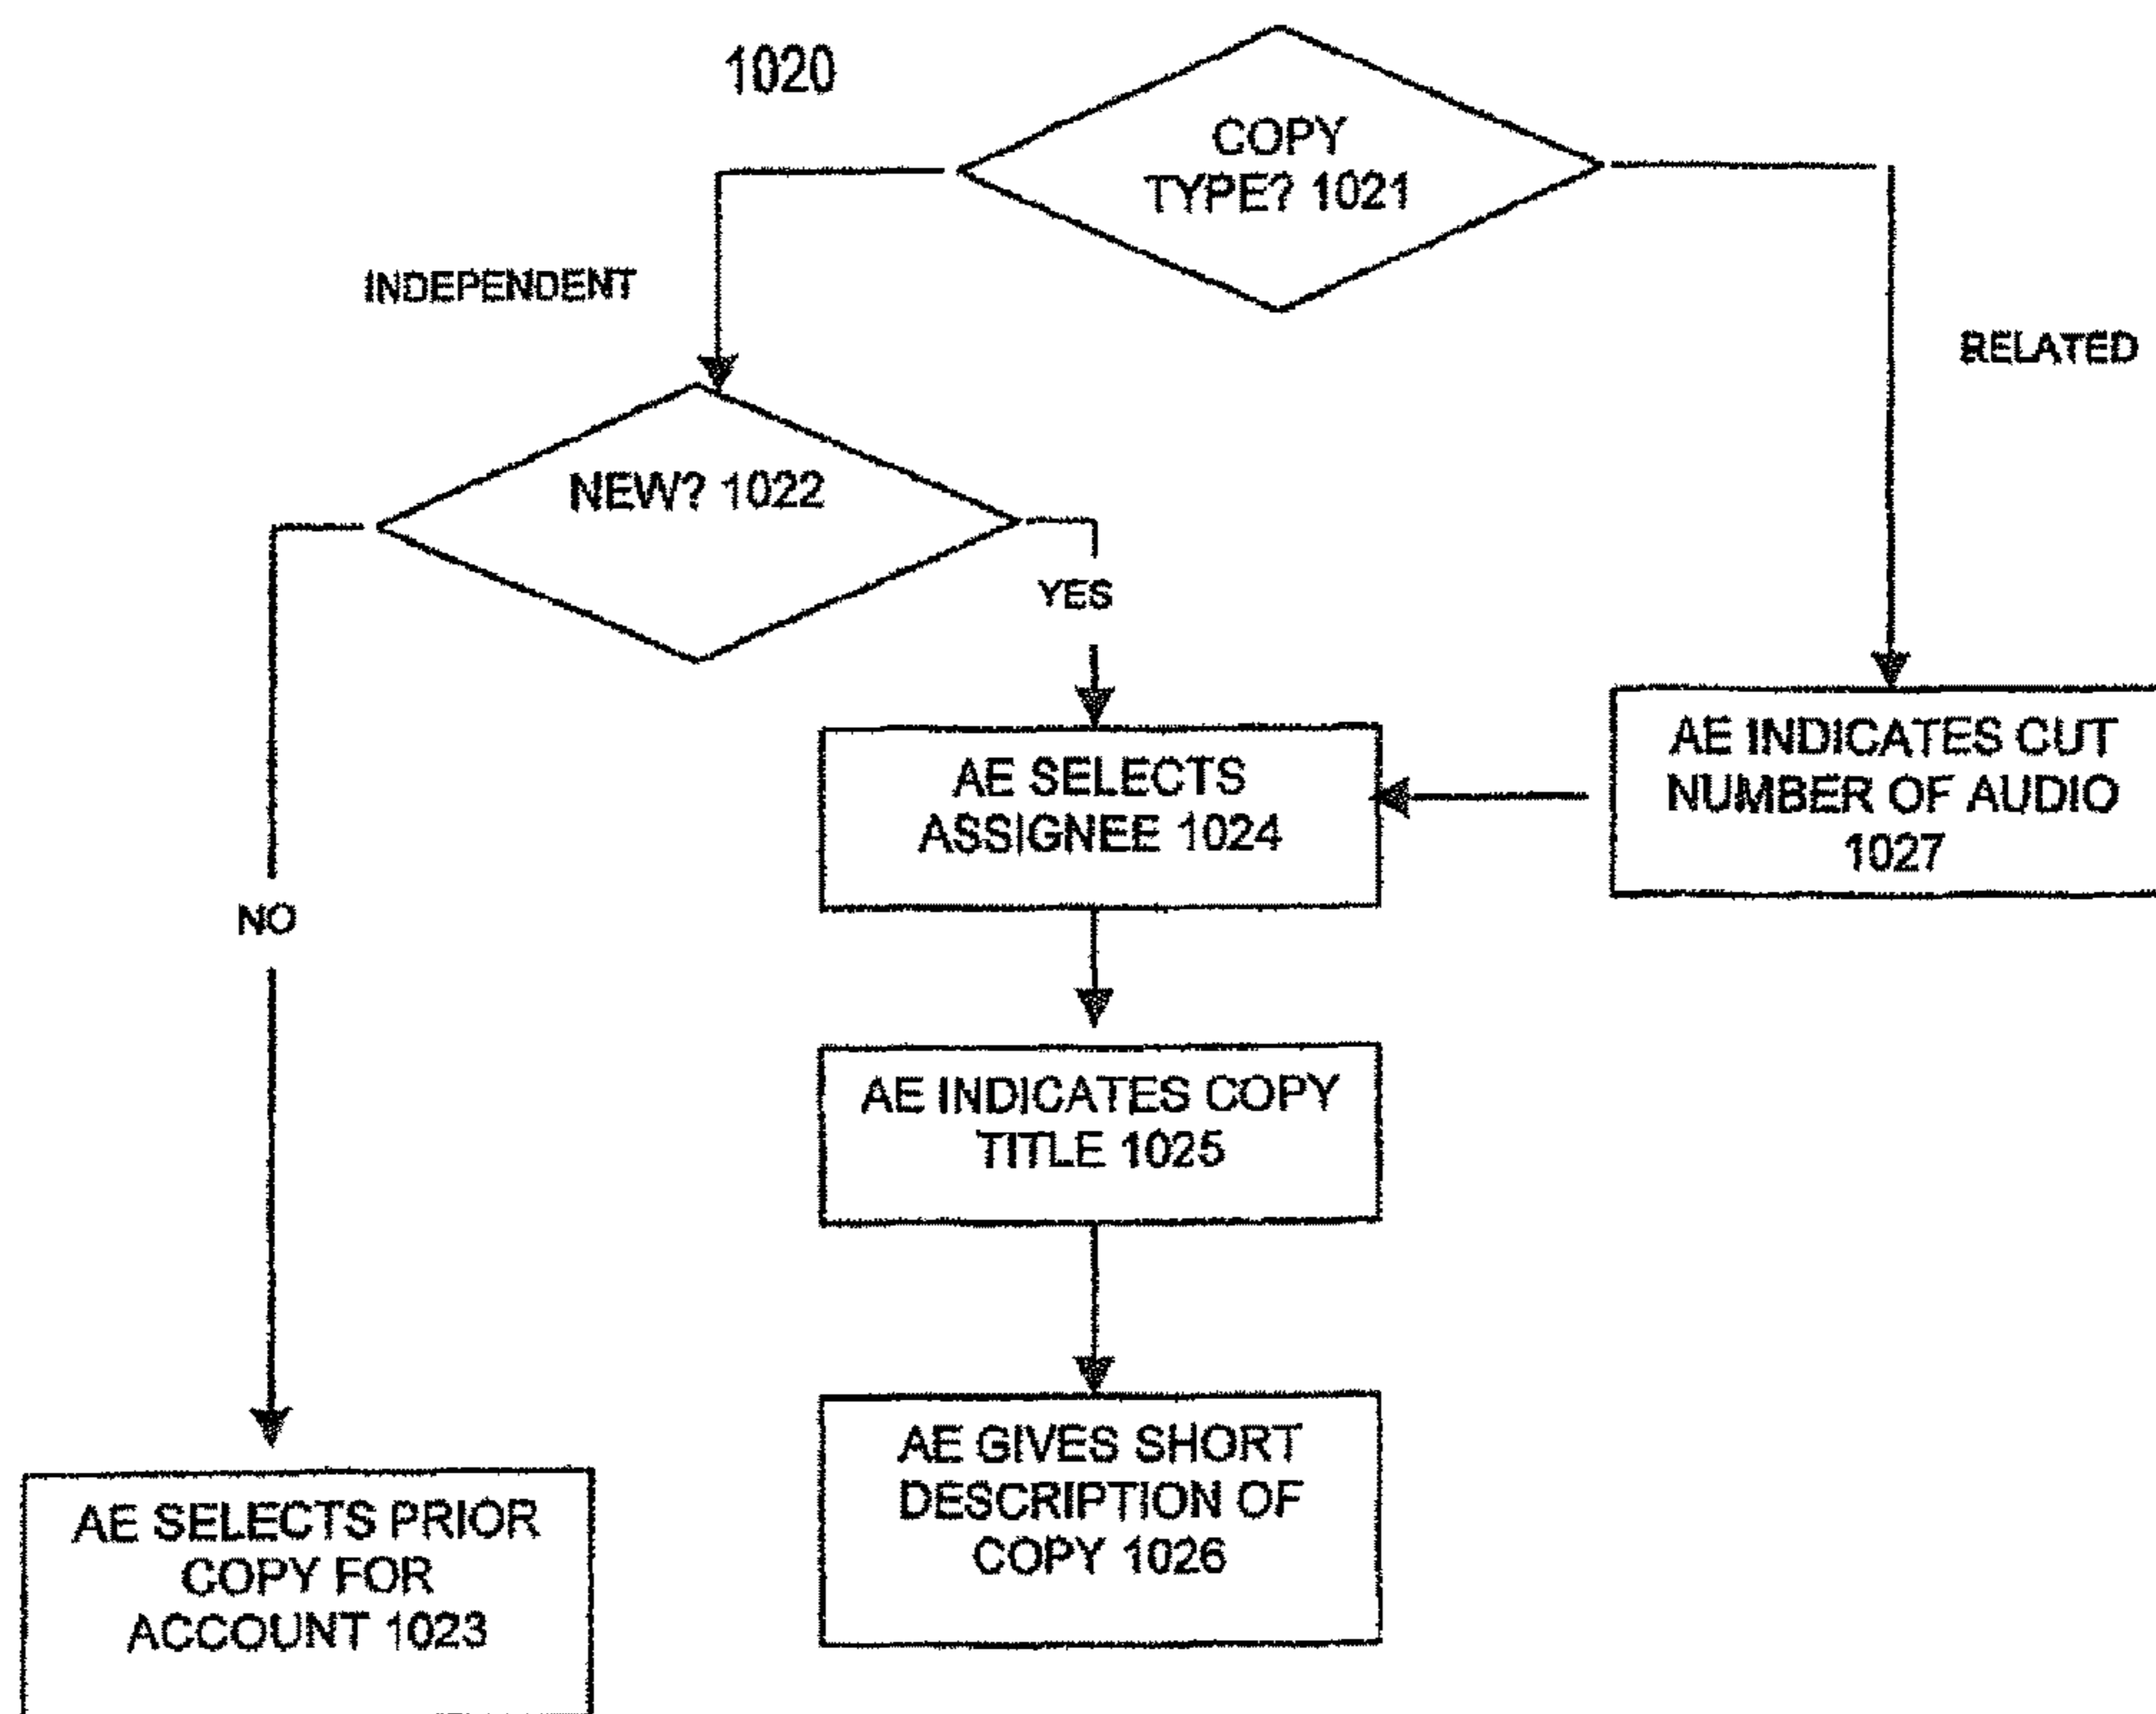 1020
COPY
TYPE? 1021
INDEPENDENT
RELATED
NEW? 1022
YES
AE SELECTS
ASSIGNEE 1024
AE INDICATES CUT
NUMBER OF AUDIO
1027
NO
AE INDICATES COPY
TITLE 1025
AE GIVES SHORT
DESCRIPTION OF
COPY 1026
AE SELECTS PRIOR
COPY FOR
ACCOUNT 1023